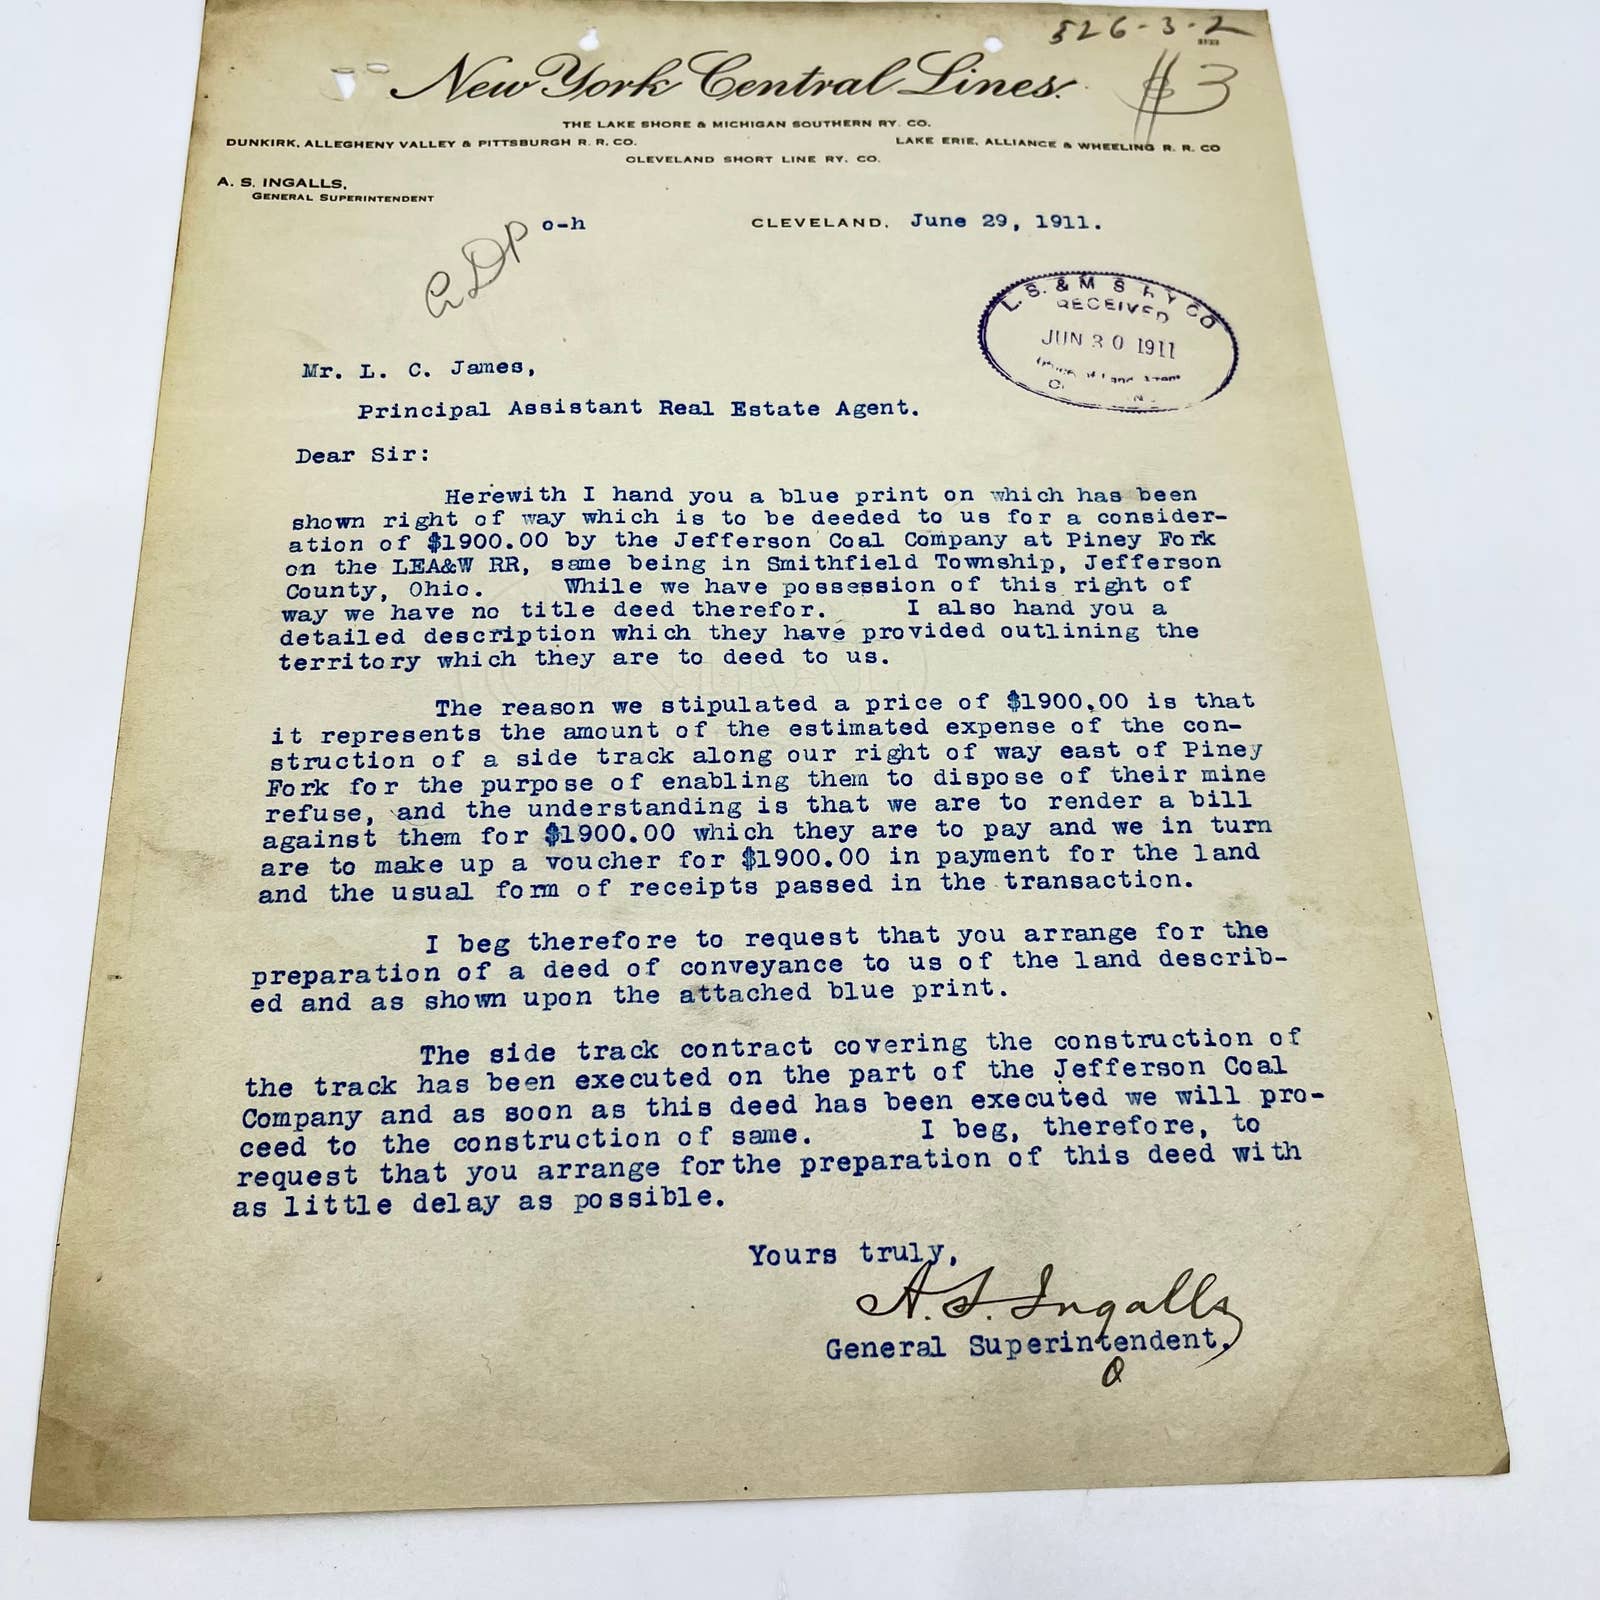 526-3-2
New York Central Lines.
#3
THE LAKE SHORE & MICHIGAN SOUTHERN RY. CO.
DUNKIRK, ALLEGHENY VALLEY & PITTSBURGH R. R. CO.
LAKE ERIE, ALLIANCE & WHEELING R. R. CO
CLEVELAND SHORT LINE RY. CO.
A. S. INGALLS,
GENERAL SUPERINTENDENT
o-h
CLEVELAND, June 29, 1911.
L. S. & M S RY CO
RECEIVED
JUN 30 1911
Mr. L. C. James,
Principal Assistant Real Estate Agent.
Dear Sir:
Herewith I hand you a blue print on which has been
shown right of way which is to be deeded to us for a consider-
ation of $1900.00 by the Jefferson Coal Company at Piney Fork
on the LEA&W RR, same being in Smithfield Township, Jefferson
County, Ohio. While we have possession of this right of
way we have no title deed therefor. I also hand you a
detailed description which they have provided outlining the
territory which they are to deed to us.
The reason we stipulated a price of $1900.00 is that
it represents the amount of the estimated expense of the con-
struction of a side track along our right of way east of Piney
Fork for the purpose of enabling them to dispose of their mine
refuse, and the understanding is that we are to render a bill
against them for $1900.00 which they are to pay and we in turn
are to make up a voucher for $1900.00 in payment for the land
and the usual form of receipts passed in the transaction.
I beg therefore to request that you arrange for the
preparation of a deed of conveyance to us of the land describ-
ed and as shown upon the attached blue print.
The side track contract covering the construction of
the track has been executed on the part of the Jefferson Coal
Company and as soon as this deed has been executed we will pro-
ceed to the construction of same. I beg, therefore, to
request that you arrange for the preparation of this deed with
as little delay as possible.
Yours truly,
A. S. Ingalls
General Superintendent.